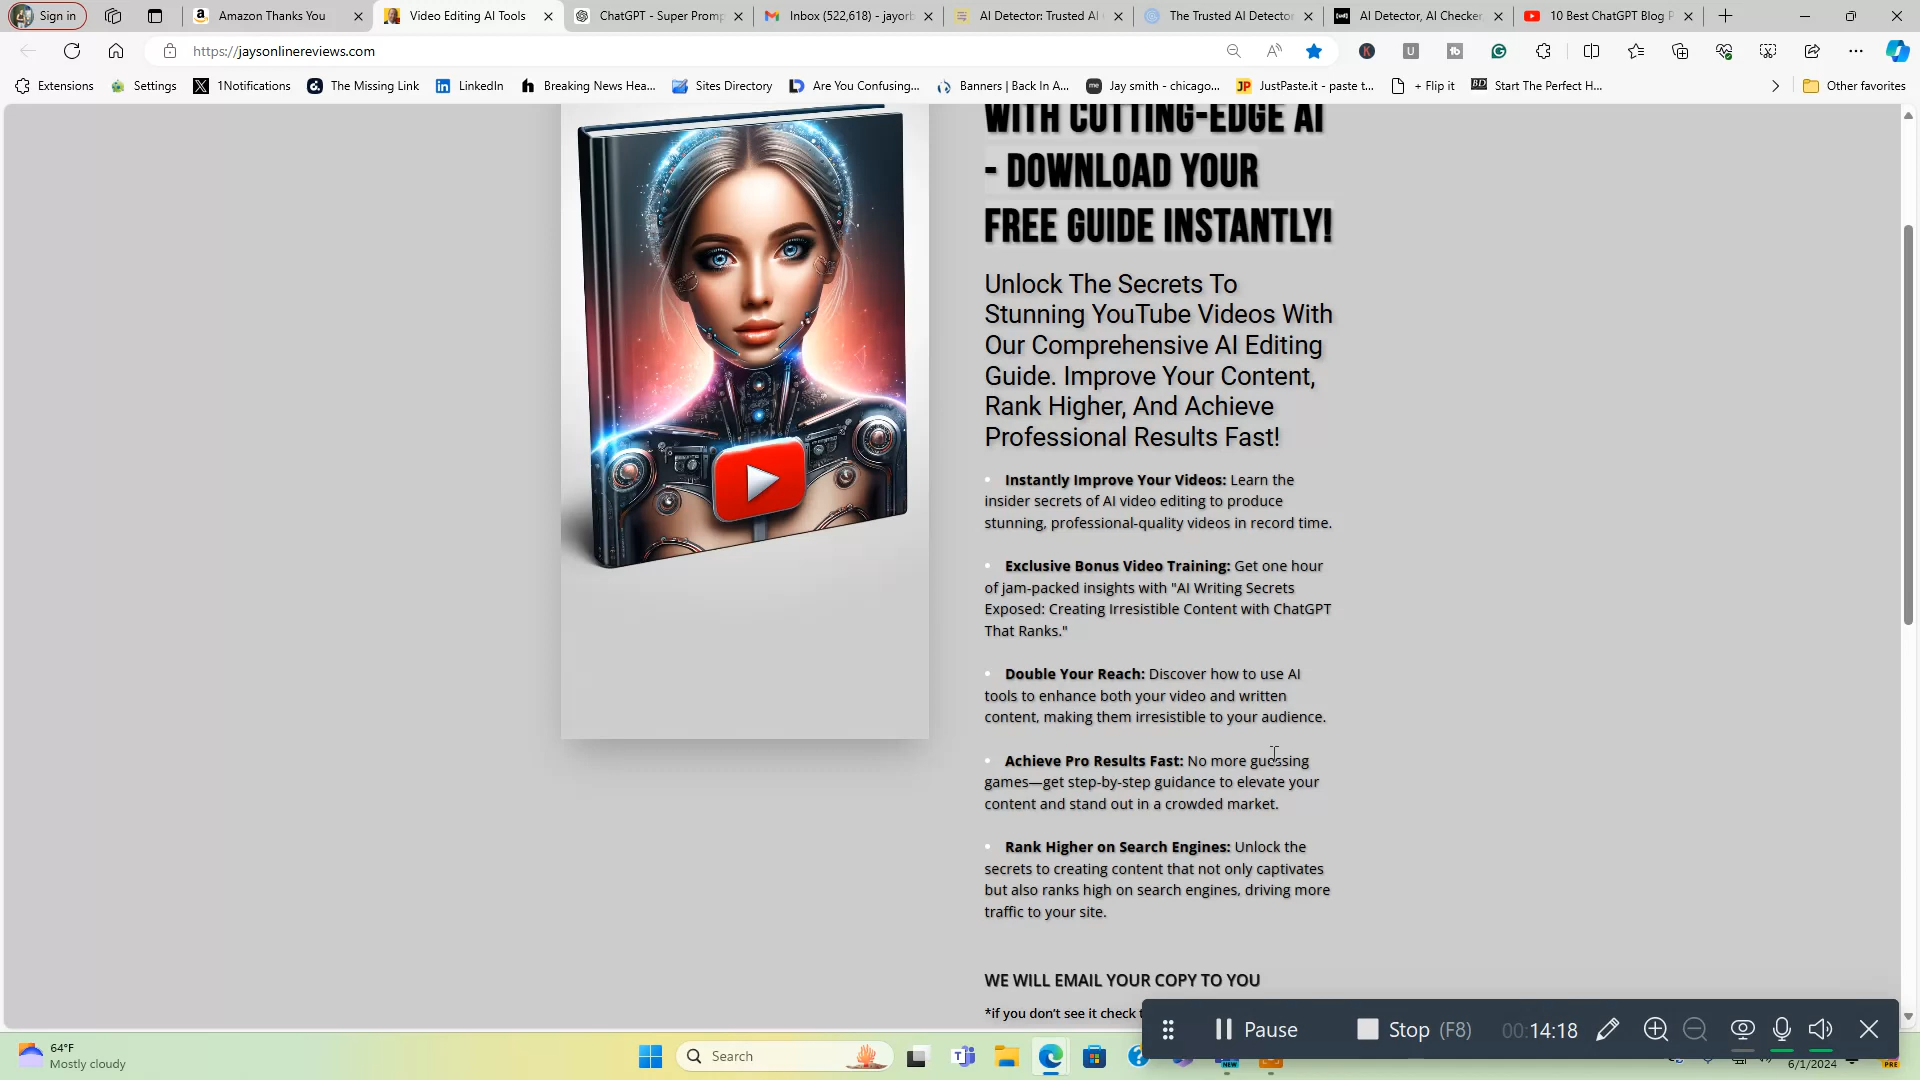 Sign in
Amazon Thanks You
Video Editing AI Tools
ChatGPT - Super Promp
Inbox (522,618) - jayorb
AI Detector: Trusted AI
The Trusted AI Detector
AI Detector, AI Checker,
10 Best ChatGPT Blog P
https://jaysonlinereviews.com
Extensions
Settings
1Notifications
The Missing Link
LinkedIn
Breaking News Hea...
Sites Directory
Are You Confusing...
Banners | Back In A...
Jay smith - chicago...
JustPaste.it - paste t...
+ Flip it
Start The Perfect H...
Other favorites
WITH CUTTING-EDGE AI
- DOWNLOAD YOUR
FREE GUIDE INSTANTLY!
Unlock The Secrets To
Stunning YouTube Videos With
Our Comprehensive AI Editing
Guide. Improve Your Content,
Rank Higher, And Achieve
Professional Results Fast!
• Instantly Improve Your Videos: Learn the
insider secrets of AI video editing to produce
stunning, professional-quality videos in record time.
• Exclusive Bonus Video Training: Get one hour
of jam-packed insights with "AI Writing Secrets
Exposed: Creating Irresistible Content with ChatGPT
That Ranks."
• Double Your Reach: Discover how to use AI
tools to enhance both your video and written
content, making them irresistible to your audience.
• Achieve Pro Results Fast: No more guessing
games—get step-by-step guidance to elevate your
content and stand out in a crowded market.
• Rank Higher on Search Engines: Unlock the
secrets to creating content that not only captivates
but also ranks high on search engines, driving more
traffic to your site.
WE WILL EMAIL YOUR COPY TO YOU
*if you don't see it check
Pause
Stop (F8)
00:14:18
64°F
Mostly cloudy
Search
NEW
6/1/2024
PRE